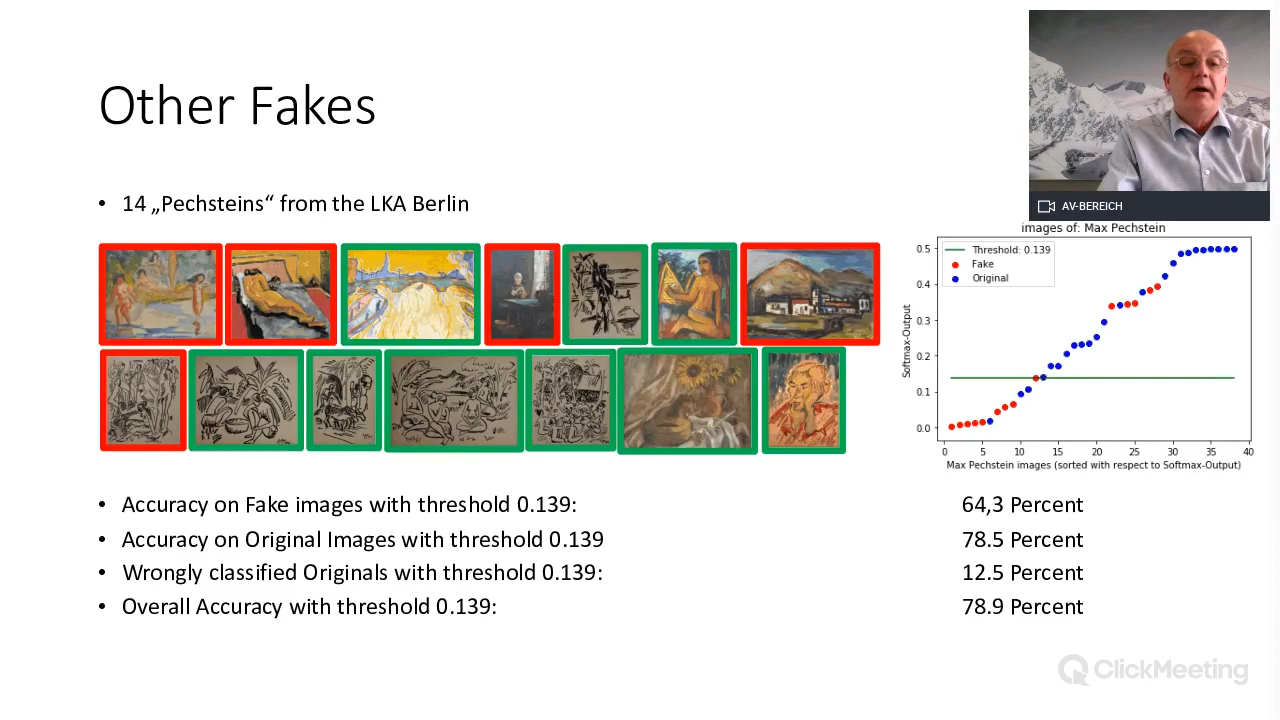 Other Fakes
• 14 „Pechsteins“ from the LKA Berlin
AV-BEREICH
images of: Max Pechstein
Threshold: 0.139
Fake
Original
Softmax-Output
0.5
0.4
0.3
0.2
0.1
0.0
0 5 10 15 20 25 30 35 40
Max Pechstein images (sorted with respect to Softmax-Output)
• Accuracy on Fake images with threshold 0.139: 64,3 Percent
• Accuracy on Original Images with threshold 0.139 78.5 Percent
• Wrongly classified Originals with threshold 0.139: 12.5 Percent
• Overall Accuracy with threshold 0.139: 78.9 Percent
ClickMeeting